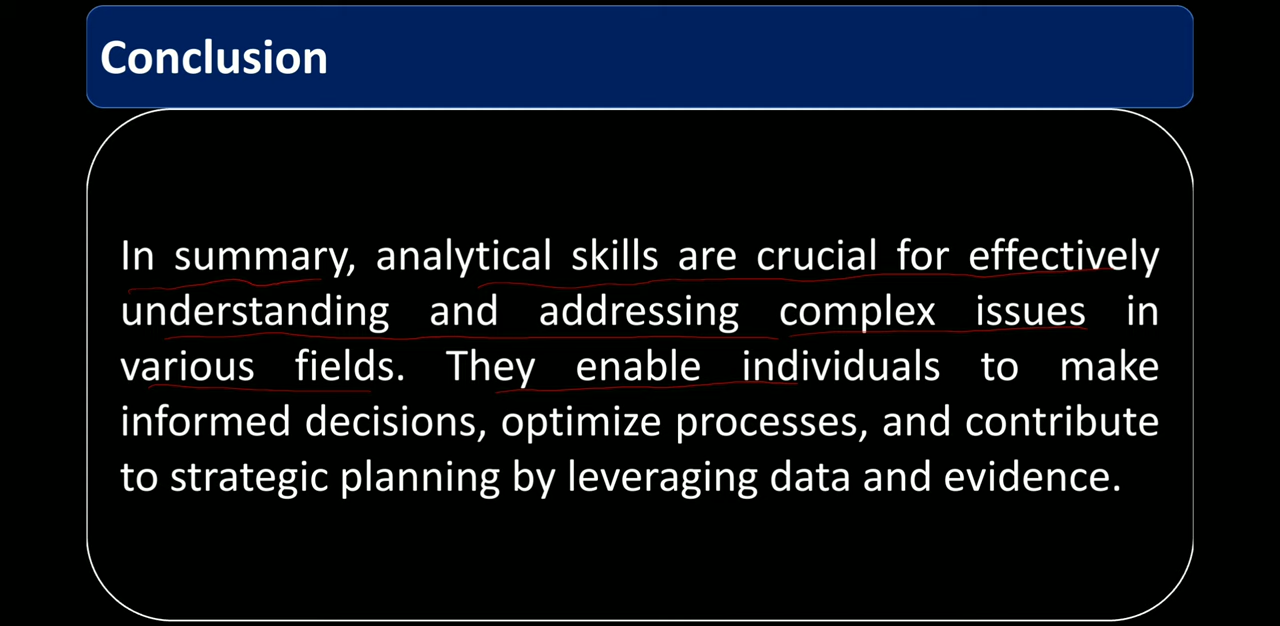 Conclusion
In summary, analytical skills are crucial for effectively
understanding and addressing complex issues in
various fields. They enable individuals to make
informed decisions, optimize processes, and contribute
to strategic planning by leveraging data and evidence.